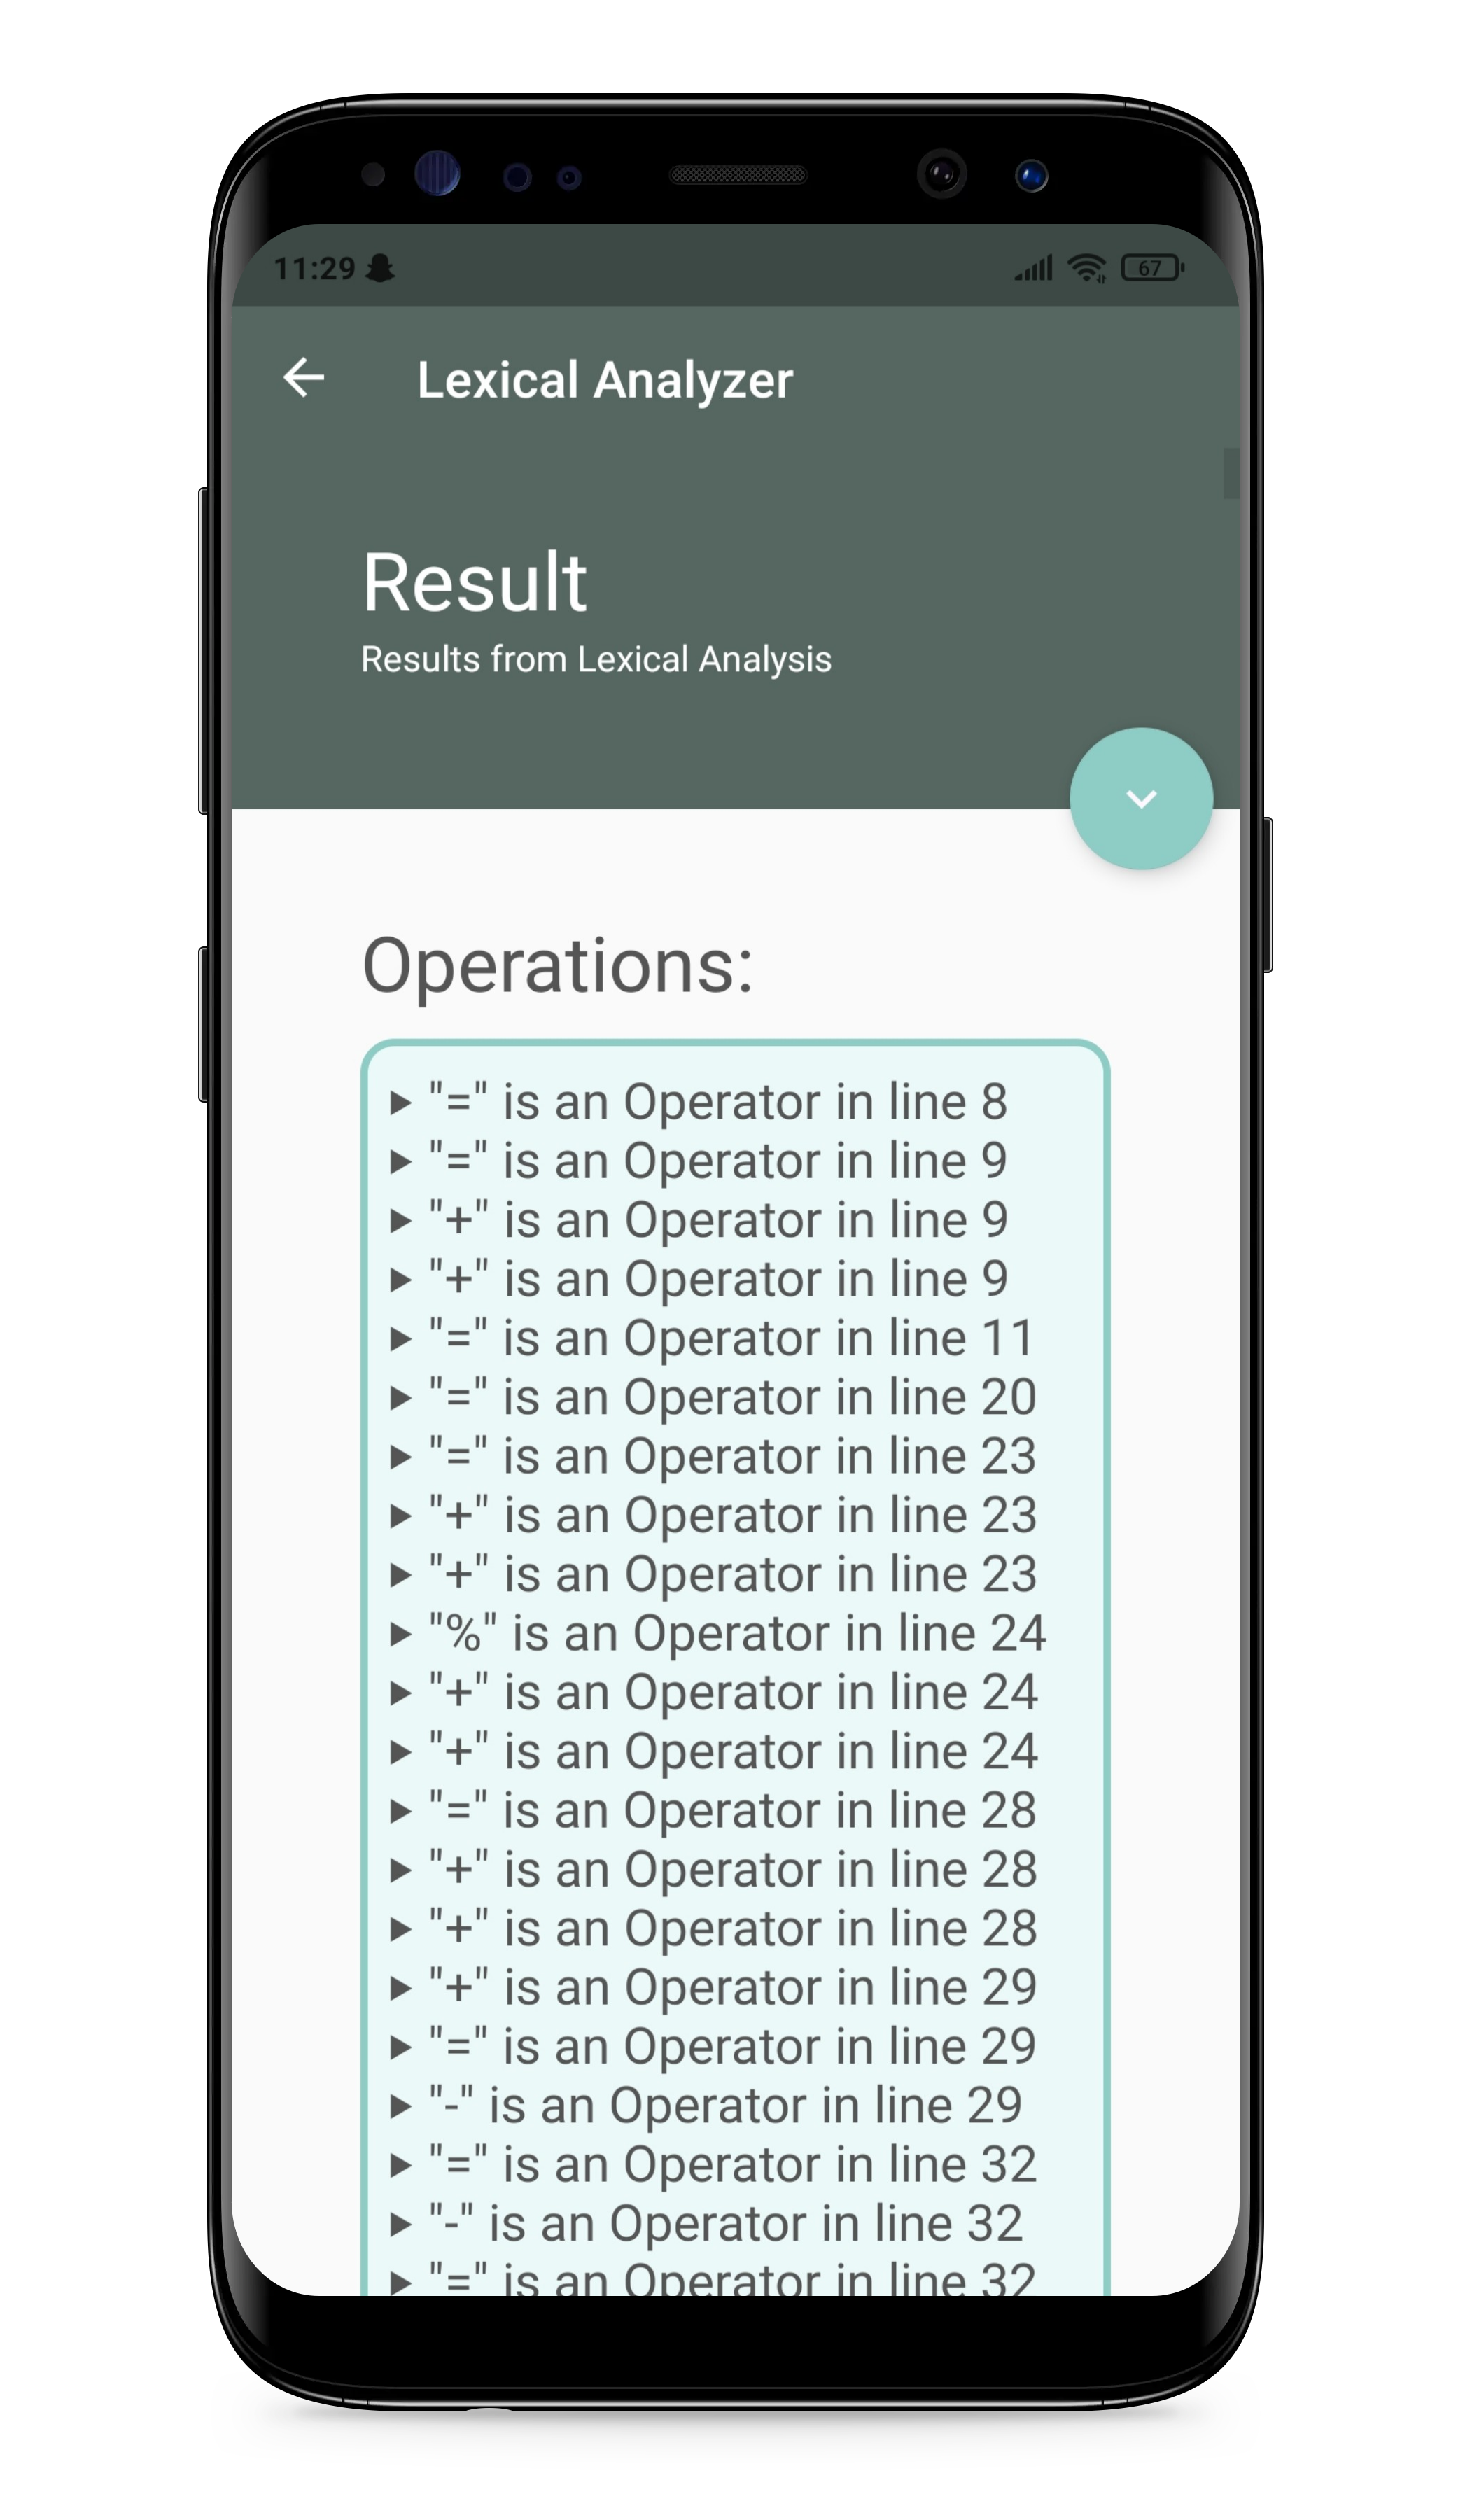 11:29
67
Lexical Analyzer
Result
Results from Lexical Analysis
Operations:
▶ "=" is an Operator in line 8
▶ "=" is an Operator in line 9
▶ "+" is an Operator in line 9
▶ "+" is an Operator in line 9
▶ "=" is an Operator in line 11
▶ "=" is an Operator in line 20
▶ "=" is an Operator in line 23
▶ "+" is an Operator in line 23
▶ "+" is an Operator in line 23
▶ "%" is an Operator in line 24
▶ "+" is an Operator in line 24
▶ "+" is an Operator in line 24
▶ "=" is an Operator in line 28
▶ "+" is an Operator in line 28
▶ "+" is an Operator in line 28
▶ "+" is an Operator in line 29
▶ "=" is an Operator in line 29
▶ "-" is an Operator in line 29
▶ "=" is an Operator in line 32
▶ "-" is an Operator in line 32
▶ "=" is an Operator in line 32